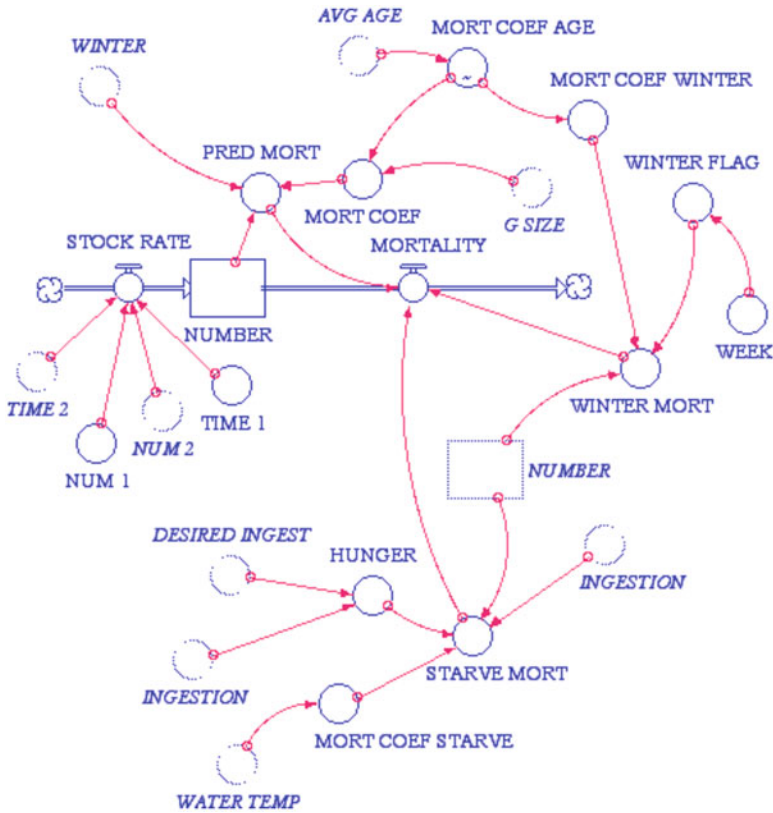 AVG AGE
WINTER
MORT COEF AGE
MORT COEF WINTER
PRED MORT
WINTER FLAG
MORT COEF
G SIZE
STOCK RATE
MORTALITY
NUMBER
WEEK
TIME 2
TIME 1
WINTER MORT
NUM 2
NUM 1
NUMBER
DESIRED INGEST
HUNGER
INGESTION
STARVE MORT
INGESTION
MORT COEF STARVE
WATER TEMP
~